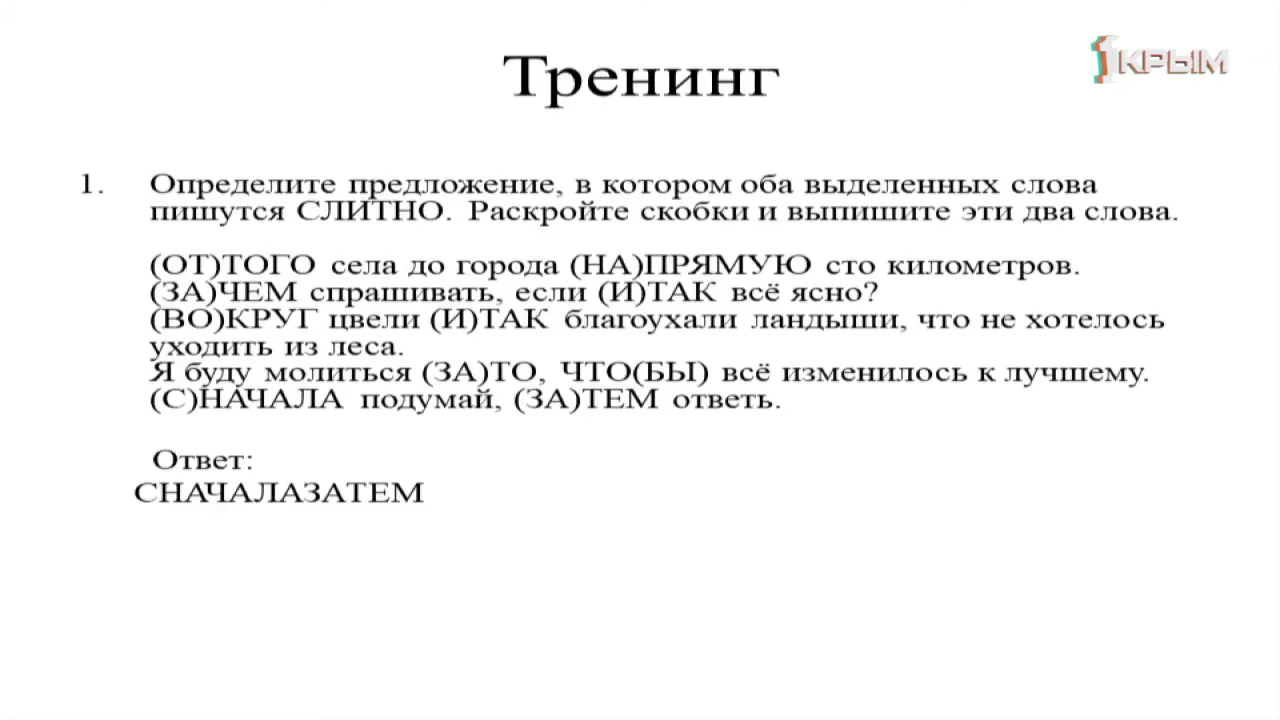 Тренинг
1КРЫМ
1. Определите предложение, в котором оба выделенных слова
пишутся СЛИТНО. Раскройте скобки и выпишите эти два слова.
(ОТ)ТОГО села до города (НА)ПРЯМУЮ сто километров.
(ЗА)ЧЕМ спрашивать, если (И)ТАК всё ясно?
(ВО)КРУГ цвели (И)ТАК благоухали ландыши, что не хотелось
уходить из леса.
Я буду молиться (ЗА)ТО, ЧТО(БЫ) всё изменилось к лучшему.
(С)НАЧАЛА подумай, (ЗА)ТЕМ ответь.
Ответ:
СНАЧАЛАЗАТЕМ